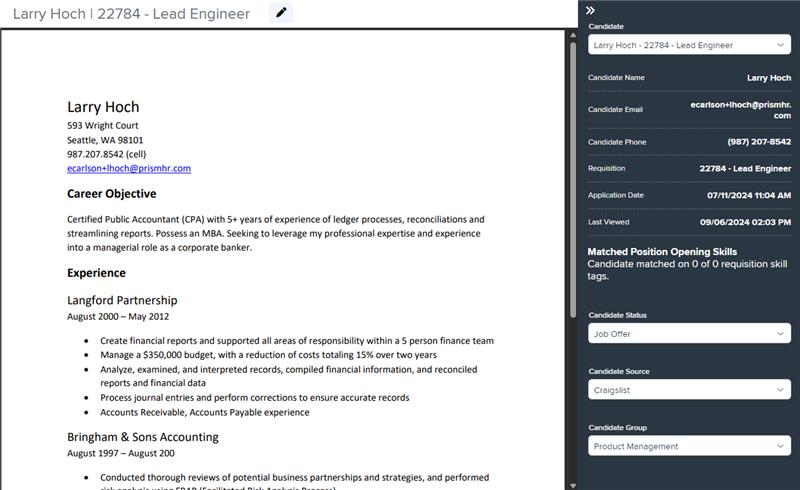 Larry Hoch | 22784 - Lead Engineer
Larry Hoch
593 Wright Court
Seattle, WA 98101
987.207.8542 (cell)
ecarlson+lhoch@prismhr.com
Career Objective
Certified Public Accountant (CPA) with 5+ years of experience of ledger processes, reconciliations and
streamlining reports. Possess an MBA. Seeking to leverage my professional expertise and experience
into a managerial role as a corporate banker.
Experience
Langford Partnership
August 2000 – May 2012
• Create financial reports and supported all areas of responsibility within a 5 person finance team
• Manage a $350,000 budget, with a reduction of costs totaling 15% over two years
• Analyze, examined, and interpreted records, compiled financial information, and reconciled
reports and financial data
• Process journal entries and perform corrections to ensure accurate records
• Accounts Receivable, Accounts Payable experience
Bringham & Sons Accounting
August 1997 – August 200
• Conducted thorough reviews of potential business partnerships and strategies, and performed
risk analysis using FRAP (Facilitated Risk Analysis Process)
Candidate
Larry Hoch - 22784 - Lead Engineer
Candidate Name Larry Hoch
Candidate Email ecarlson+lhoch@prismhr.
com
Candidate Phone (987) 207-8542
Requisition 22784 - Lead Engineer
Application Date 07/11/2024 11:04 AM
Last Viewed 09/06/2024 02:03 PM
Matched Position Opening Skills
Candidate matched on 0 of 0 requisition skill
tags.
Candidate Status
Job Offer
Candidate Source
Craigslist
Candidate Group
Product Management